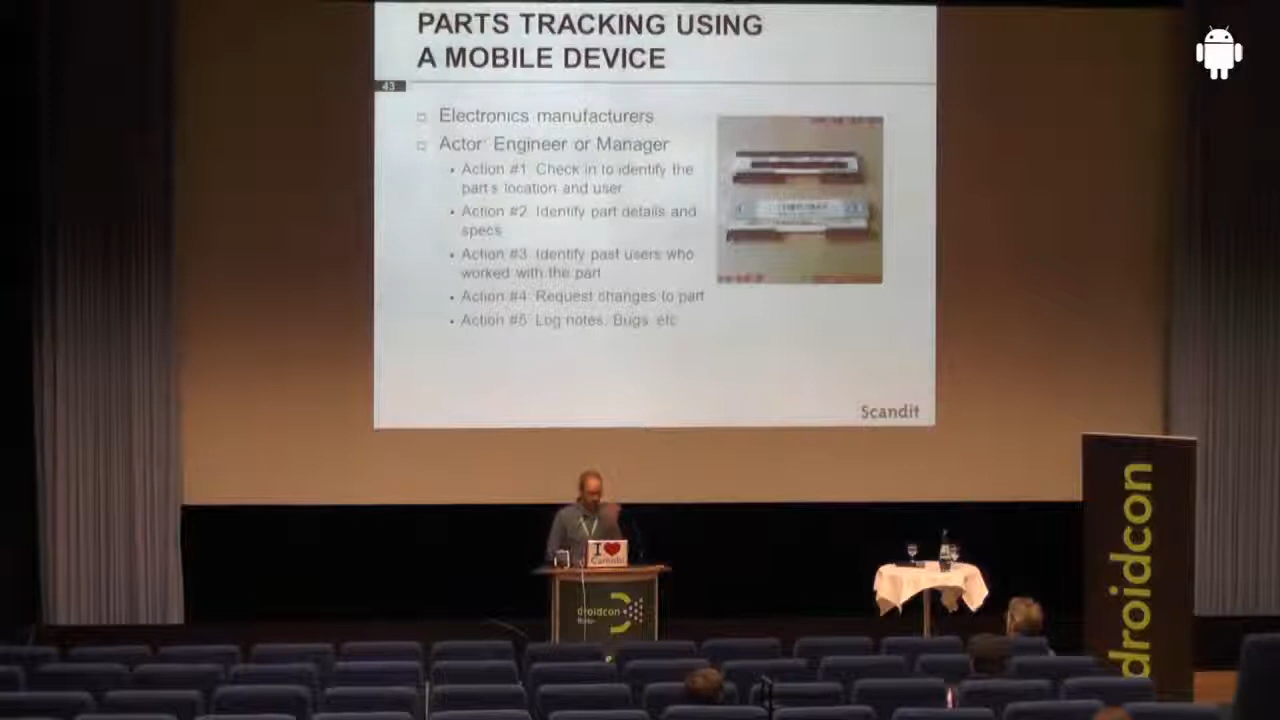 PARTS TRACKING USING
A MOBILE DEVICE
43
Electronics manufacturers
Actor: Engineer or Manager
Action #1: Check in to identify the
part's location and user
Action #2: Identify part details and
specs
Action #3: Identify past users who
worked with the part
Action #4: Request changes to part
Action #5: Log notes, Bugs, etc
Scandit
I
droidcon
droidcon